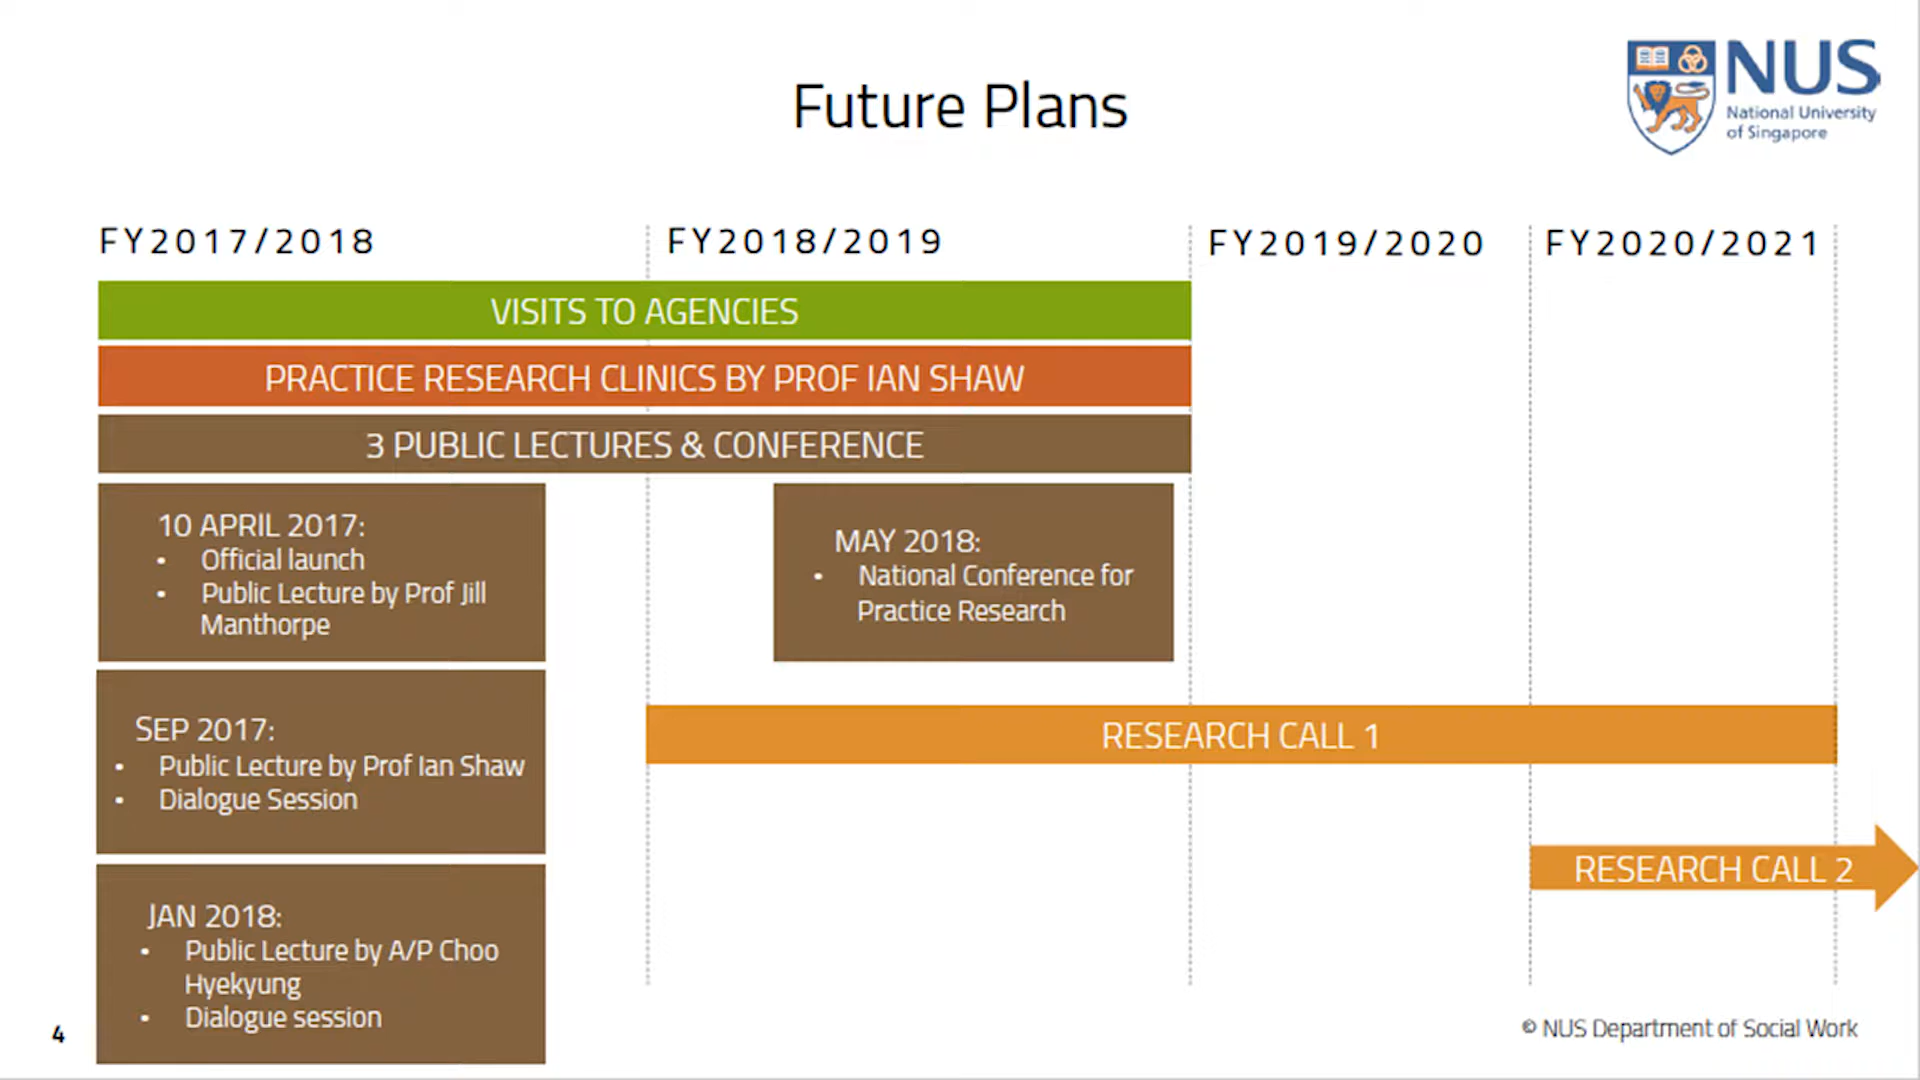 NUS
National University
of Singapore
Future Plans
FY2017/2018
FY2018/2019
FY2019/2020
FY2020/2021
VISITS TO AGENCIES
PRACTICE RESEARCH CLINICS BY PROF IAN SHAW
3 PUBLIC LECTURES & CONFERENCE
10 APRIL 2017:
• Official launch
• Public Lecture by Prof Jill
Manthorpe
MAY 2018:
• National Conference for
Practice Research
SEP 2017:
• Public Lecture by Prof Ian Shaw
• Dialogue Session
RESEARCH CALL 1
RESEARCH CALL 2
JAN 2018:
• Public Lecture by A/P Choo
Hyekyung
• Dialogue session
4
© NUS Department of Social Work